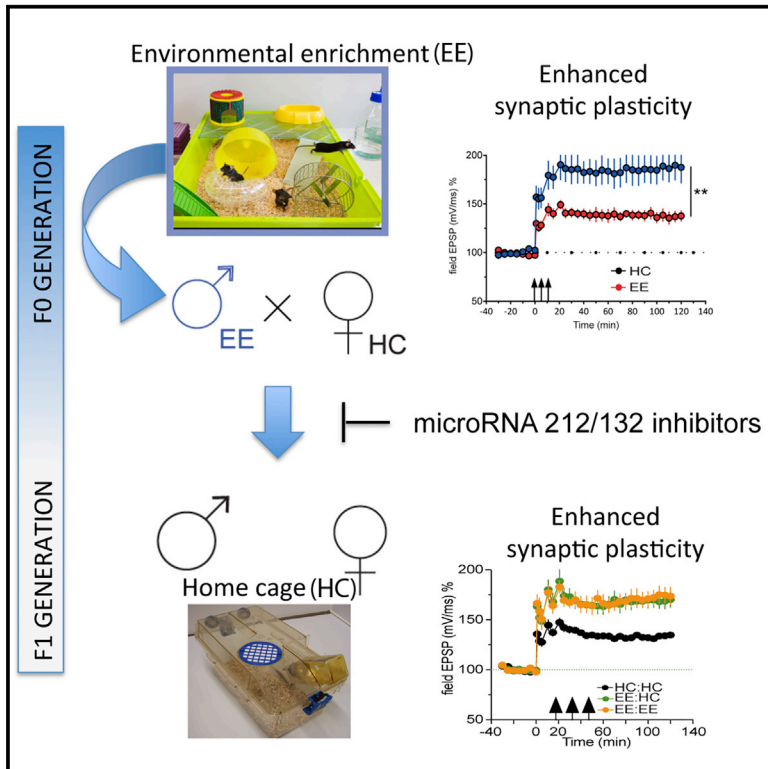 Environmental enrichment (EE)
Enhanced
synaptic plasticity
field EPSP (mV/ms) %
200
150
100
50
**
HC
EE
-40 -20 0 20 40 60 80 100 120 140
Time (min)
F0 GENERATION
EE
HC
microRNA 212/132 inhibitors
F1 GENERATION
Home cage (HC)
Enhanced
synaptic plasticity
field EPSP (mV/ms) %
200
150
100
50
HC:HC
EE:HC
EE:EE
-40 0 20 40 60 80 100 120 140
Time (min)